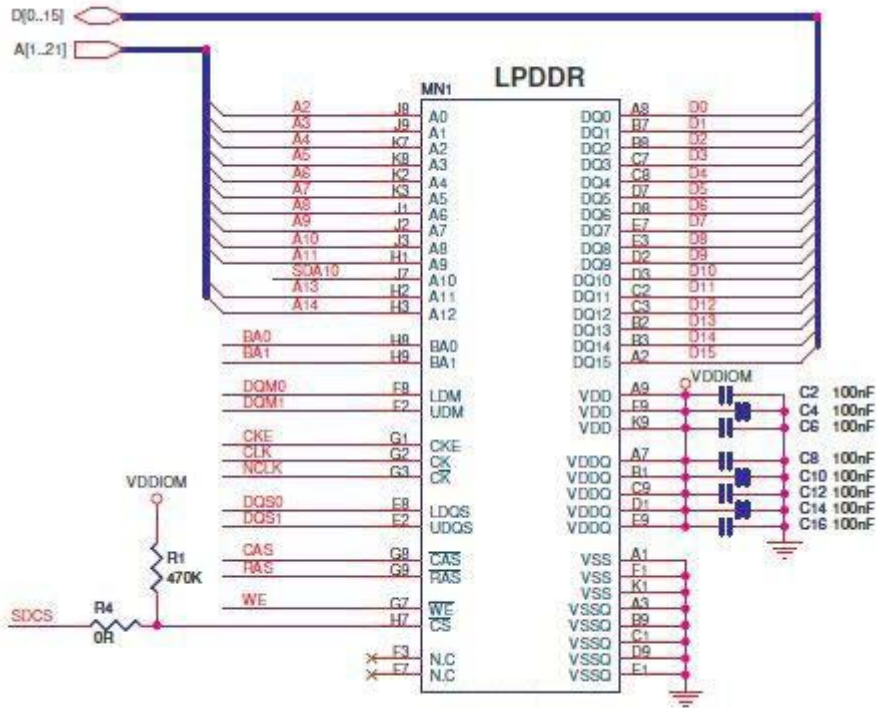 D[0..15]
A[1..21]
LPDDR
MN1
A2 J8 A0 DQ0 A8 D0
A3 J9 A1 DQ1 B7 D1
A4 K7 A2 DQ2 B8 D2
A5 K8 A3 DQ3 C7 D3
A6 K2 A4 DQ4 C8 D4
A7 K3 A5 DQ5 D7 D5
A8 J1 A6 DQ6 D8 D6
A9 J2 A7 DQ7 E7 D7
A10 J3 A8 DQ8 E3 D8
A11 H1 A9 DQ9 D2 D9
SDA10 J7 A10 DQ10 D3 D10
A13 H2 A11 DQ11 C2 D11
A14 H3 A12 DQ12 C3 D12
DQ13 B2 D13
BA0 H8 BA0 DQ14 B3 D14
BA1 H9 BA1 DQ15 A2 D15
VDDIOM
DQM0 F8 LDM VDD A9 C2 100nF
DQM1 F2 UDM VDD F9 C4 100nF
VDD K9 C6 100nF
CKE G1 CKE
CLK G2 CK VDDQ A7 C8 100nF
NCLK G3 CK VDDQ B1 C10 100nF
VDDIOM
VDDQ C9 C12 100nF
DQS0 E8 LDQS VDDQ D1 C14 100nF
DQS1 E2 UDQS VDDQ E9 C16 100nF
R1
470K
CAS G8 CAS VSS A1
RAS G9 RAS VSS F1
VSS K1
WE G7 WE VSSQ A3
SDCS R4 H7 CS VSSQ B9
0R
VSSQ C1
F3 N.C VSSQ D9
F7 N.C VSSQ E1